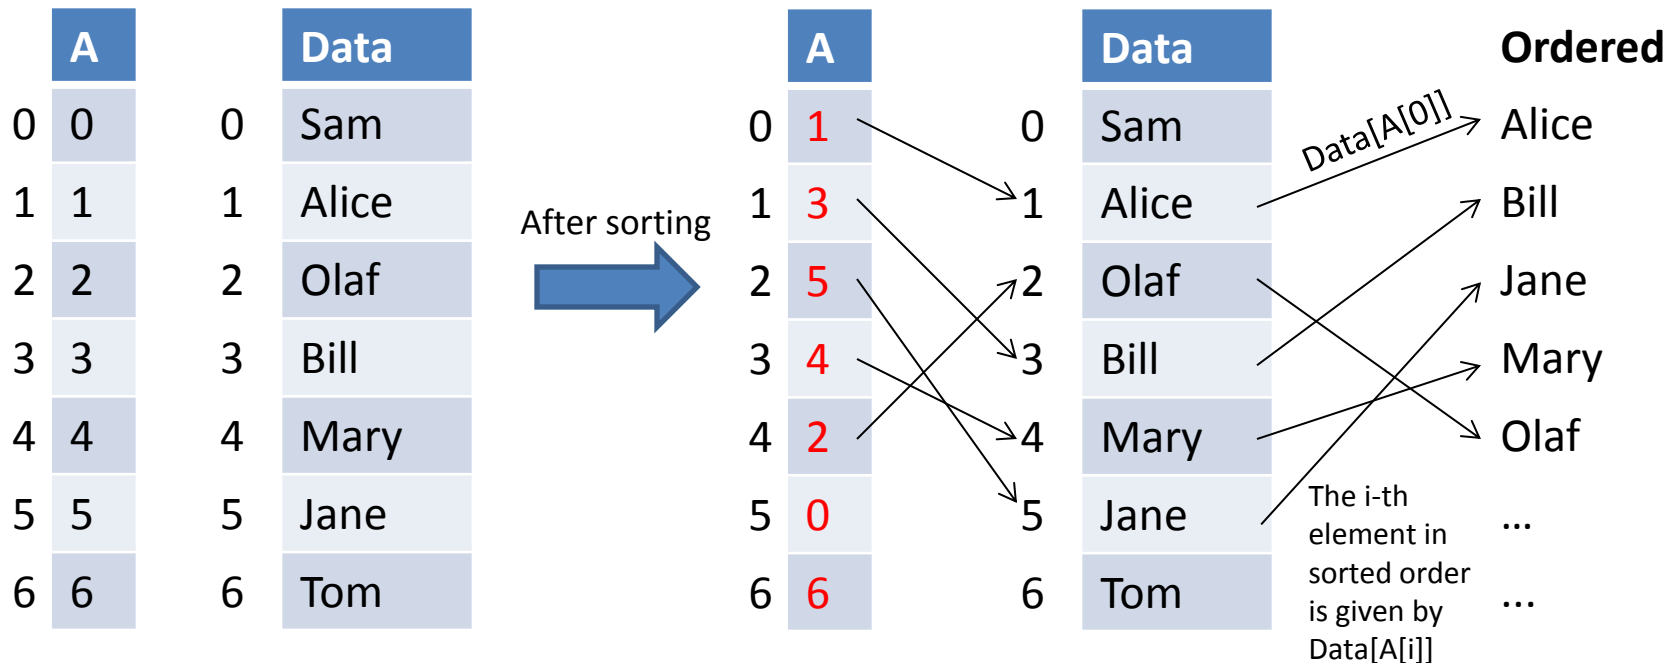 A Data A Data Ordered
0 0 0 Sam 0 1 0 Sam Data[A[0]] Alice
1 1 1 Alice After sorting 1 3 1 Alice Bill
2 2 2 Olaf 2 5 2 Olaf Jane
3 3 3 Bill 3 4 3 Bill Mary
4 4 4 Mary 4 2 4 Mary Olaf
5 5 5 Jane 5 0 5 Jane ...
6 6 6 Tom 6 6 6 Tom ...
The i-th
element in
sorted order
is given by
Data[A[i]]